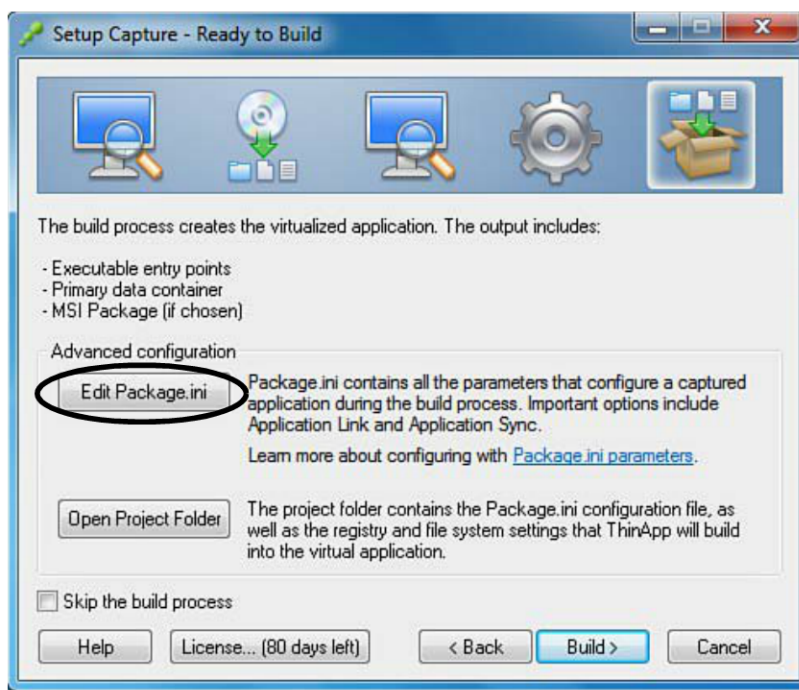 Setup Capture - Ready to Build
The build process creates the virtualized application. The output includes:
- Executable entry points
- Primary data container
- MSI Package (if chosen)
Advanced configuration
Edit Package.ini
Package.ini contains all the parameters that configure a captured
application during the build process. Important options include
Application Link and Application Sync.
Learn more about configuring with Package.ini parameters.
Open Project Folder
The project folder contains the Package.ini configuration file, as
well as the registry and file system settings that ThinApp will build
into the virtual application.
Skip the build process
Help
License... (80 days left)
< Back
Build >
Cancel